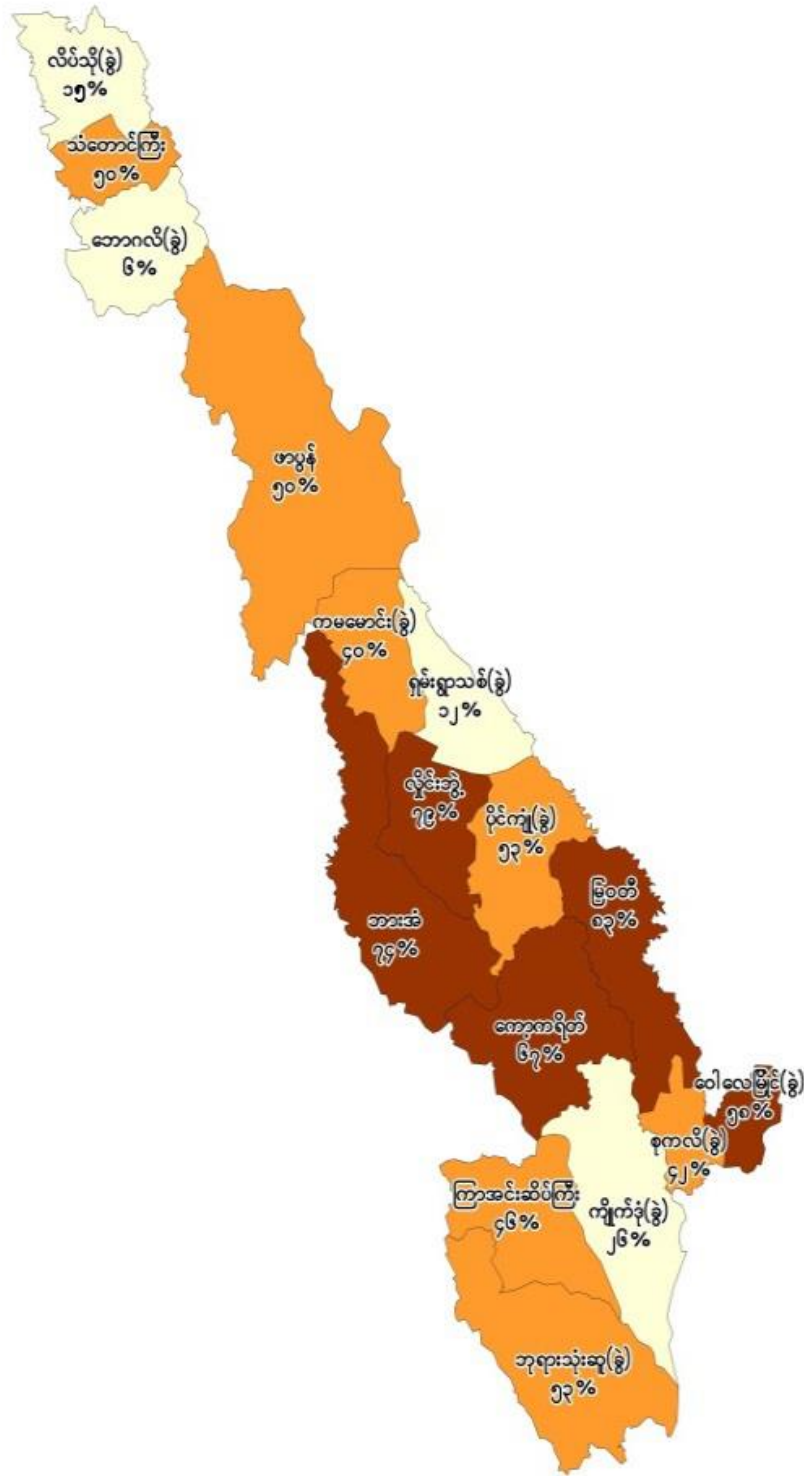 လိပ်သို(ခွဲ)
၁၅%
သံတောင်ကြီး
၅၀%
ဘောဂလိ(ခွဲ)
၆%
ဖာပွန်
၅၀%
ကမမောင်း(ခွဲ)
၄၀%
ရှမ်းရွာသစ်(ခွဲ)
၁၂%
လှိုင်းဘွဲ့
၇၉%
ပိုင်ကျုံ(ခွဲ)
၅၃%
မြဝတီ
၈၃%
ဘားအံ
၇၄%
ကော့ကရိတ်
၆၇%
ဝေါလေမြိုင်(ခွဲ)
၅၈%
စုကလိ(ခွဲ)
၄၂%
ကြာအင်းဆိပ်ကြီး
၄၆%
ကျိုက်ဒုံ(ခွဲ)
၂၆%
ဘုရားသုံးဆူ(ခွဲ)
၅၃%